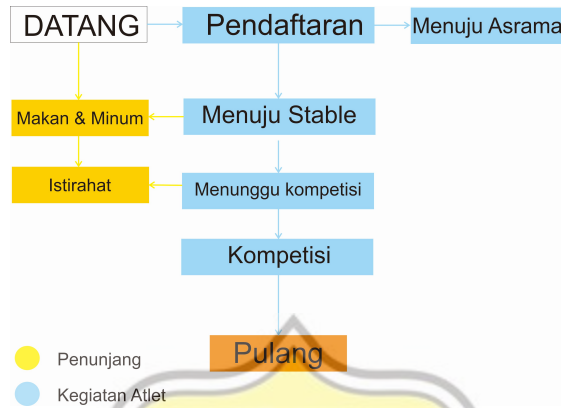 DATANG
Pendaftaran
Menuju Asrama
Makan & Minum
Menuju Stable
Istirahat
Menunggu kompetisi
Kompetisi
Pulang
Penunjang
Kegiatan Atlet